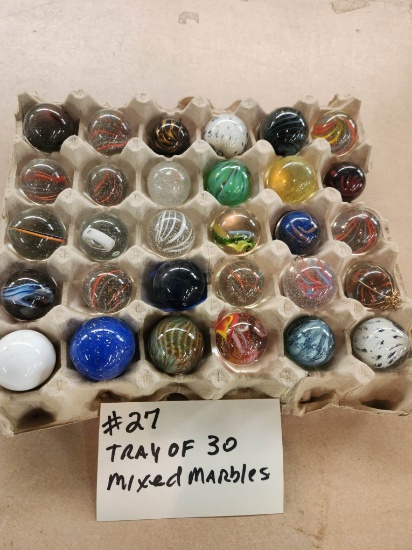 #27
TRAY OF 30
Mixed MARbles